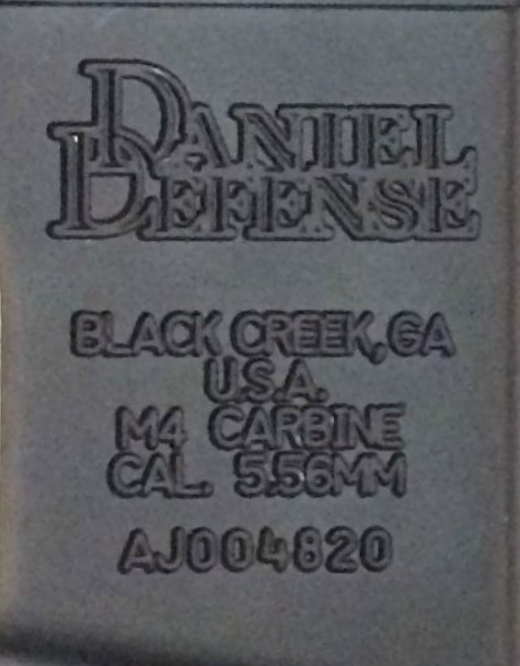 DANIEL
DEFENSE
BLACK CREEK, GA
U.S.A.
M4 CARBINE
CAL. 5.56MM
AJ004820